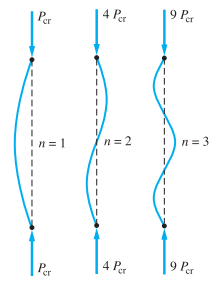 P_cr 4 P_cr 9 P_cr
n = 1 n = 2 n = 3
P_cr 4 P_cr 9 P_cr